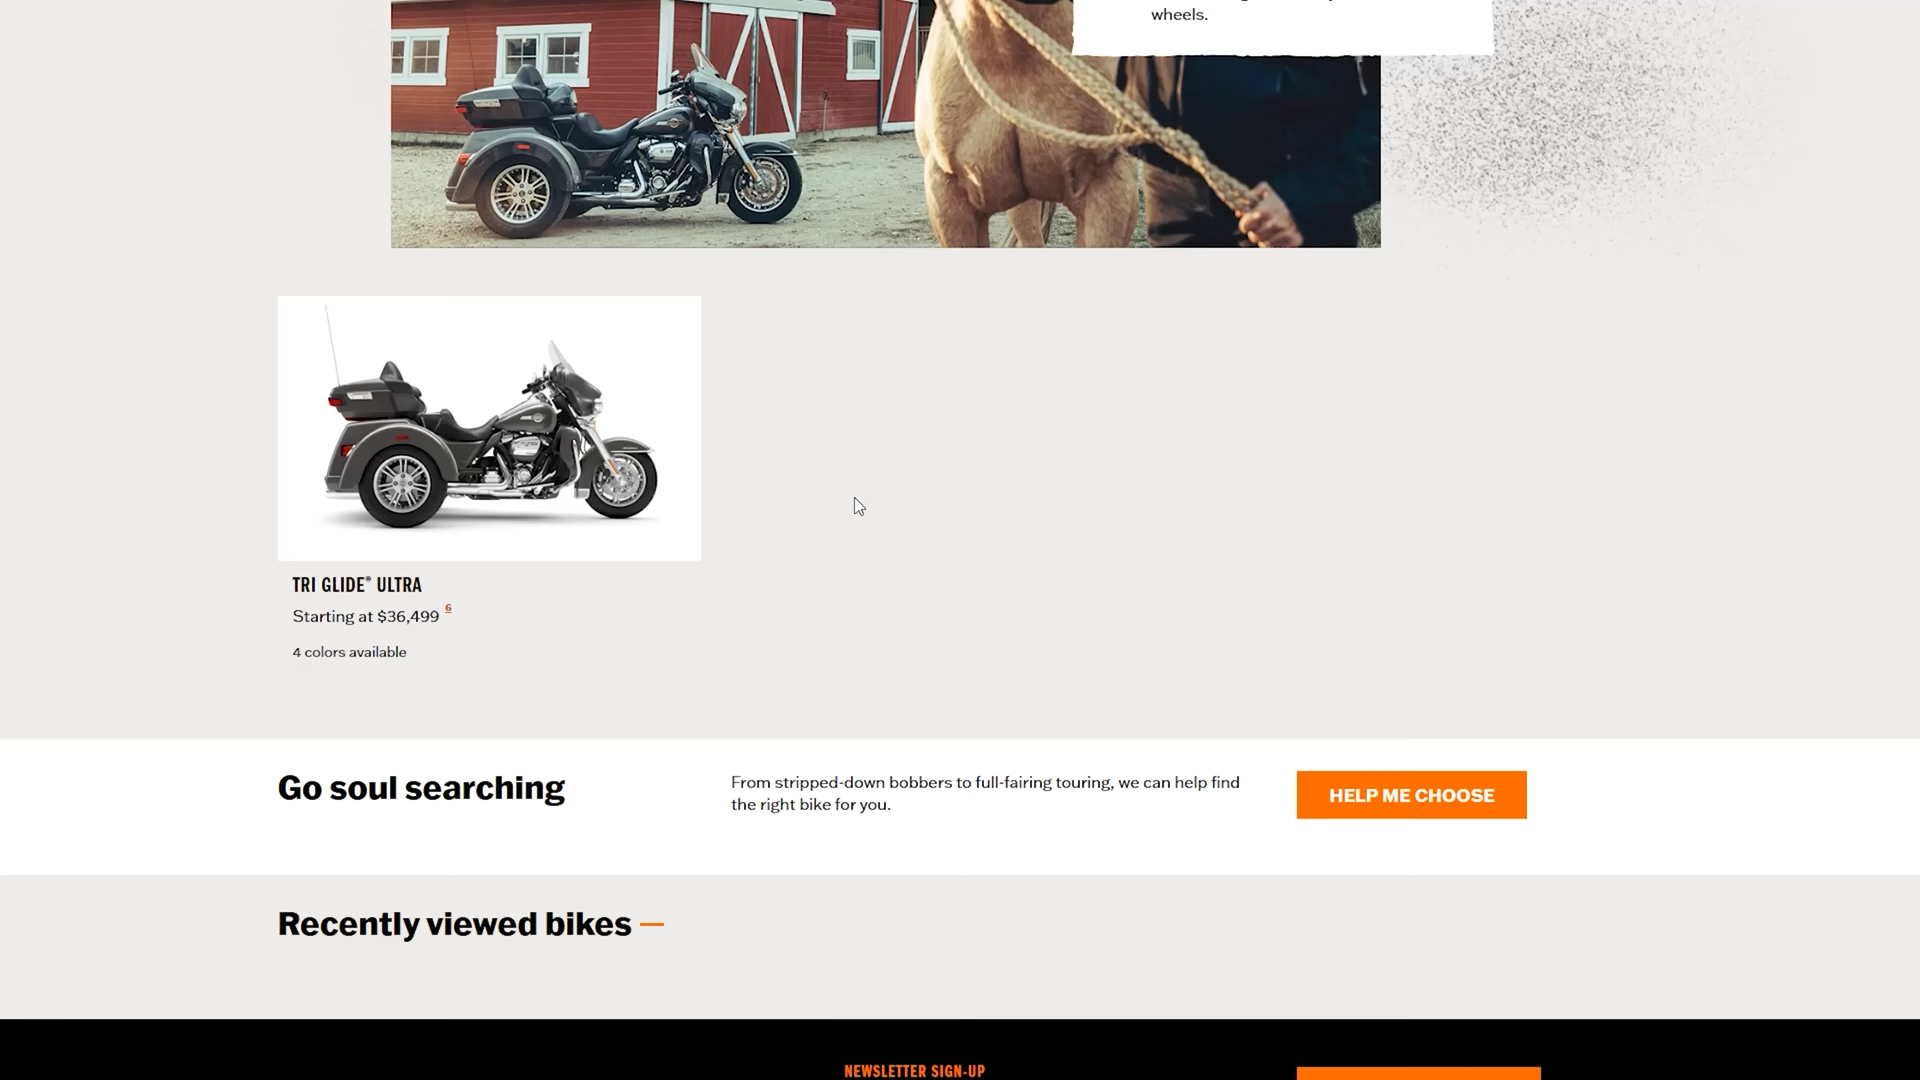 wheels.
TRI GLIDE® ULTRA
Starting at $36,499 6
4 colors available
Go soul searching
From stripped-down bobbers to full-fairing touring, we can help find
the right bike for you.
HELP ME CHOOSE
Recently viewed bikes
NEWSLETTER SIGN-UP